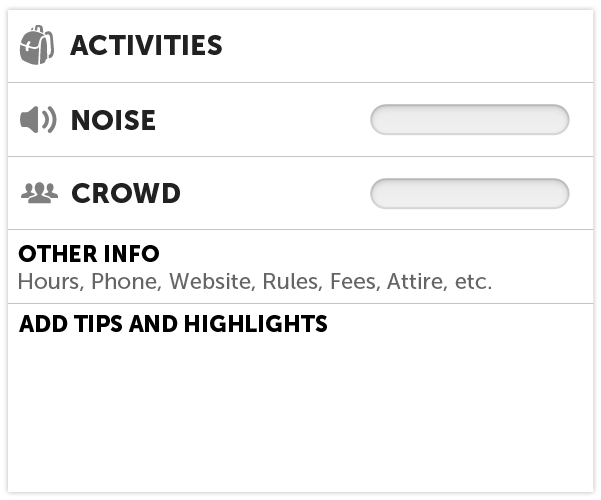 ACTIVITIES
NOISE
CROWD
OTHER INFO
Hours, Phone, Website, Rules, Fees, Attire, etc.
ADD TIPS AND HIGHLIGHTS